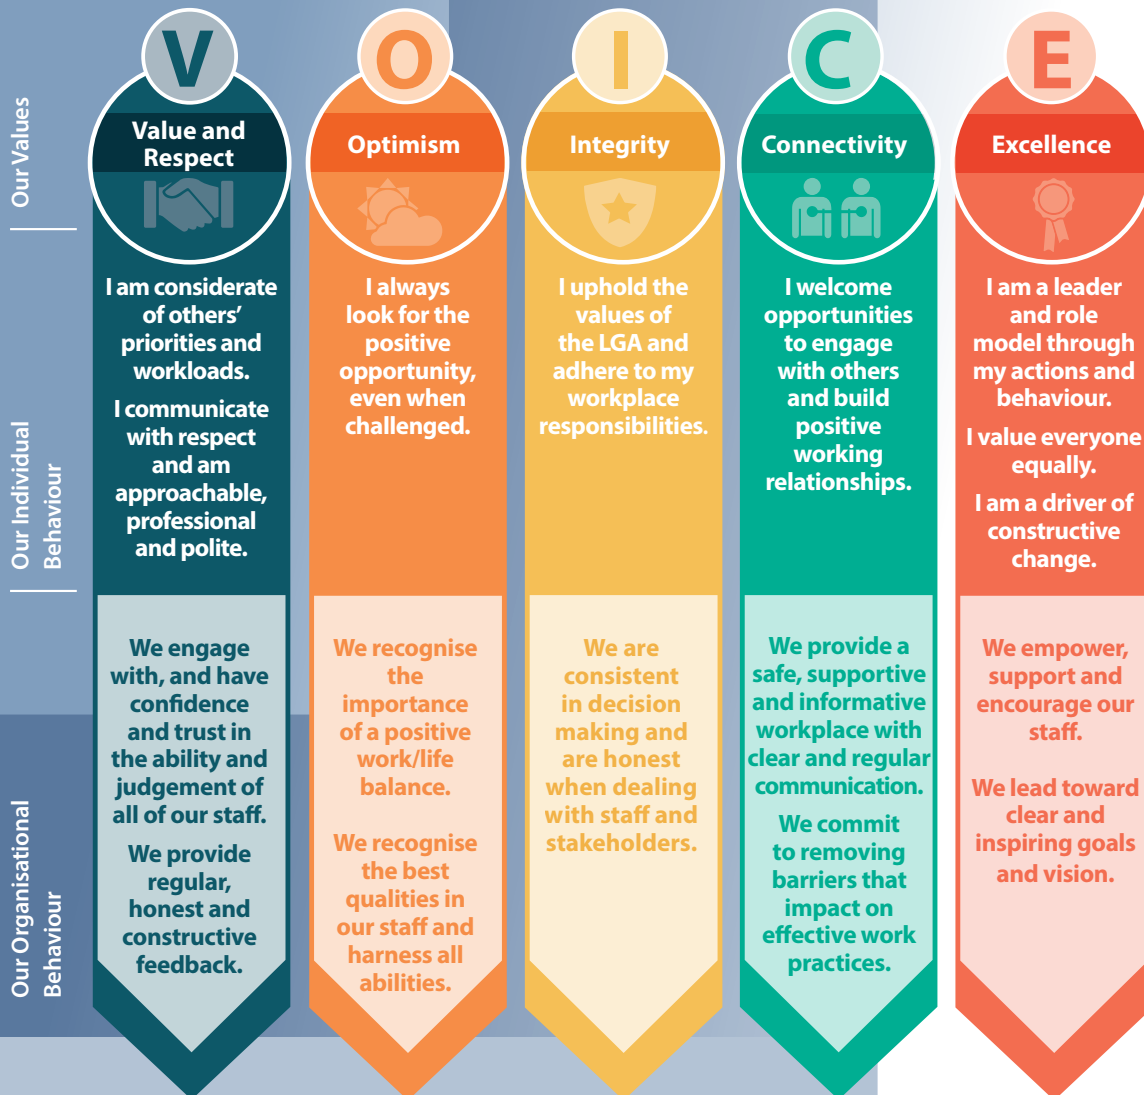 Our Values
Our Individual
Behaviour
Our Organisational
Behaviour
V
Value and
Respect
I am considerate
of others’
priorities and
workloads.
I communicate
with respect
and am
approachable,
professional
and polite.
We engage
with, and have
confidence
and trust in
the ability and
judgement of
all of our staff.
We provide
regular,
honest and
constructive
feedback.
O
Optimism
I always
look for the
positive
opportunity,
even when
challenged.
We recognise
the
importance
of a positive
work/life
balance.
We recognise
the best
qualities in
our staff and
harness all
abilities.
I
Integrity
I uphold the
values of
the LGA and
adhere to my
workplace
responsibilities.
We are
consistent
in decision
making and
are honest
when dealing
with staff and
stakeholders.
C
Connectivity
I welcome
opportunities
to engage
with others
and build
positive
working
relationships.
We provide a
safe, supportive
and informative
workplace with
clear and regular
communication.
We commit
to removing
barriers that
impact on
effective work
practices.
E
Excellence
I am a leader
and role
model through
my actions and
behaviour.
I value everyone
equally.
I am a driver of
constructive
change.
We empower,
support and
encourage our
staff.
We lead toward
clear and
inspiring goals
and vision.